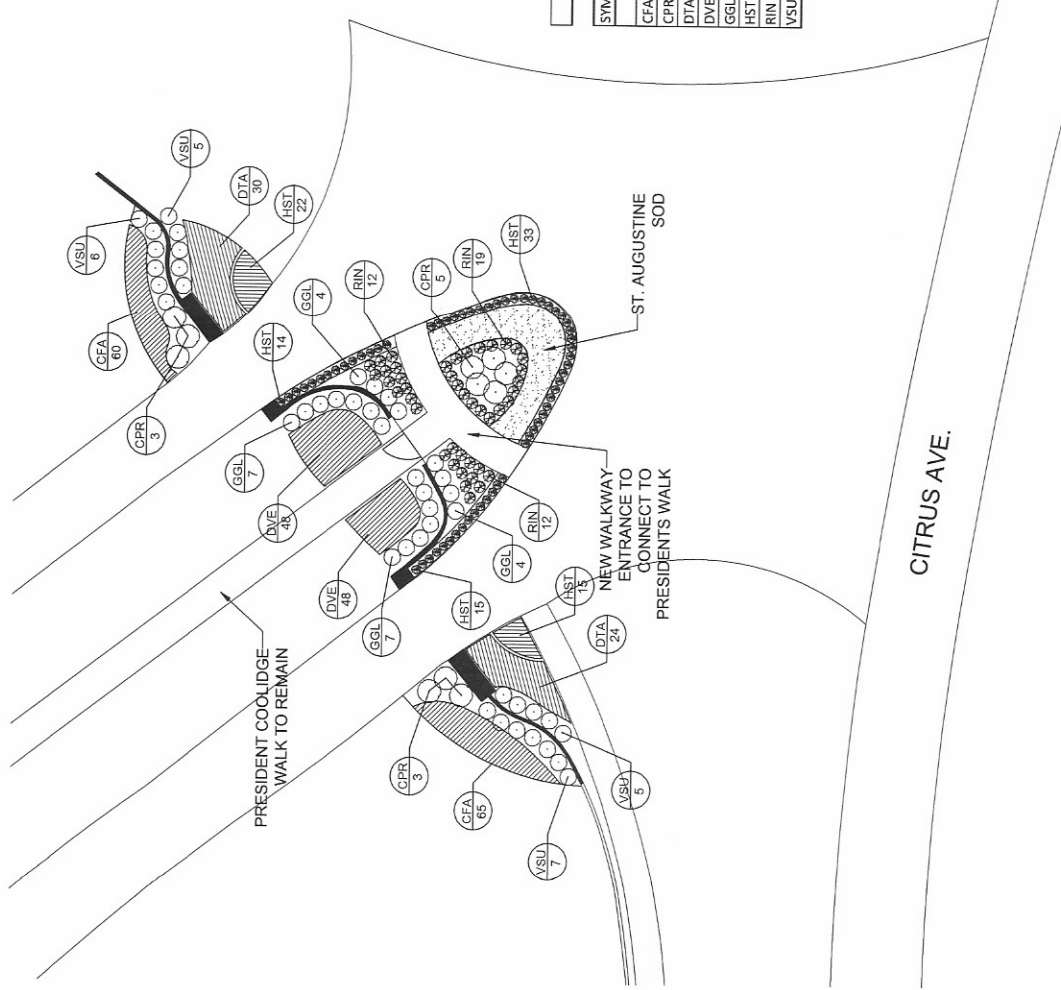 SYM
CFA
CPR
DTA
DVE
GGL
HST
RIN
VSU
VSU
5
VSU
6
DTA
30
HST
22
CFA
60
CPR
3
HST
14
GGL
4
RIN
12
CPR
5
RIN
19
HST
33
ST. AUGUSTINE
SOD
GGL
7
DVE
48
DVE
48
GGL
7
HST
15
GGL
4
RIN
12
NEW WALKWAY
ENTRANCE TO
CONNECT TO
PRESIDENTS WALK
PRESIDENT COOLIDGE
WALK TO REMAIN
HST
15
DTA
24
CPR
3
CFA
65
VSU
5
VSU
7
CITRUS AVE.